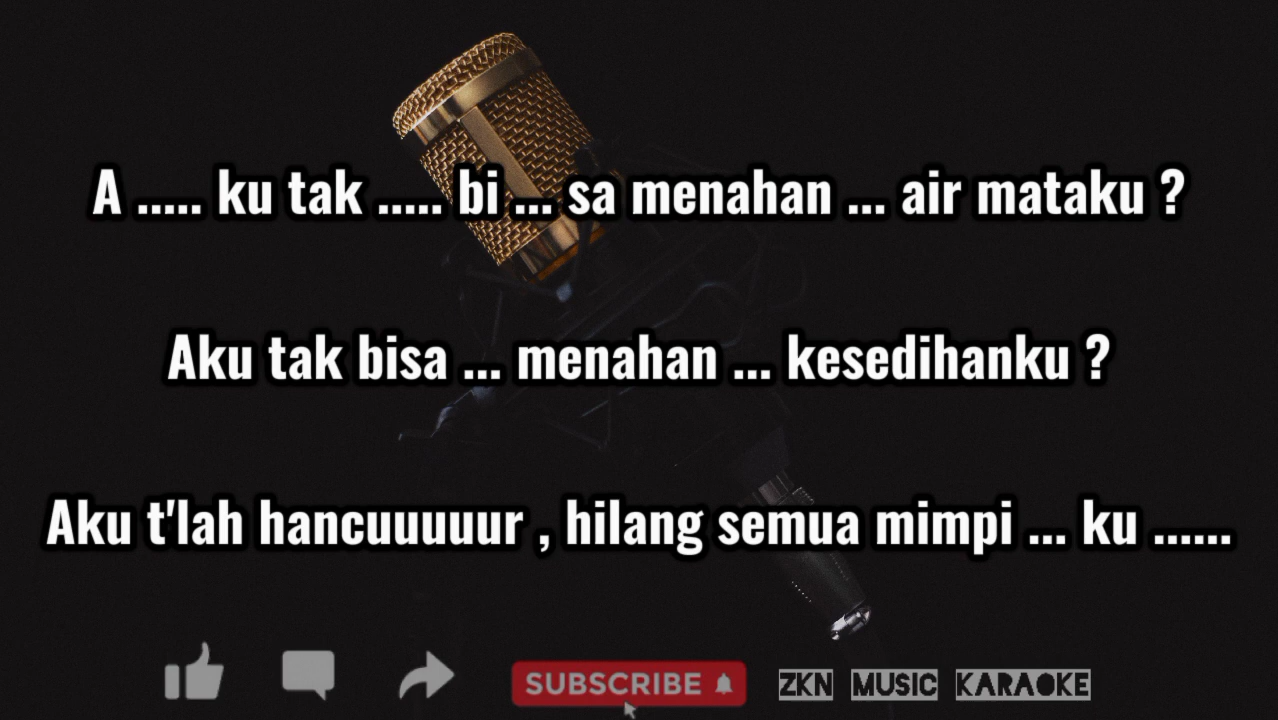 A ..... ku tak ..... bi ... sa menahan ... air mataku ?
Aku tak bisa ... menahan ... kesedihanku ?
Aku t'lah hancuuuuur , hilang semua mimpi ... ku ......
SUBSCRIBE ZKN MUSIC KARAOKE